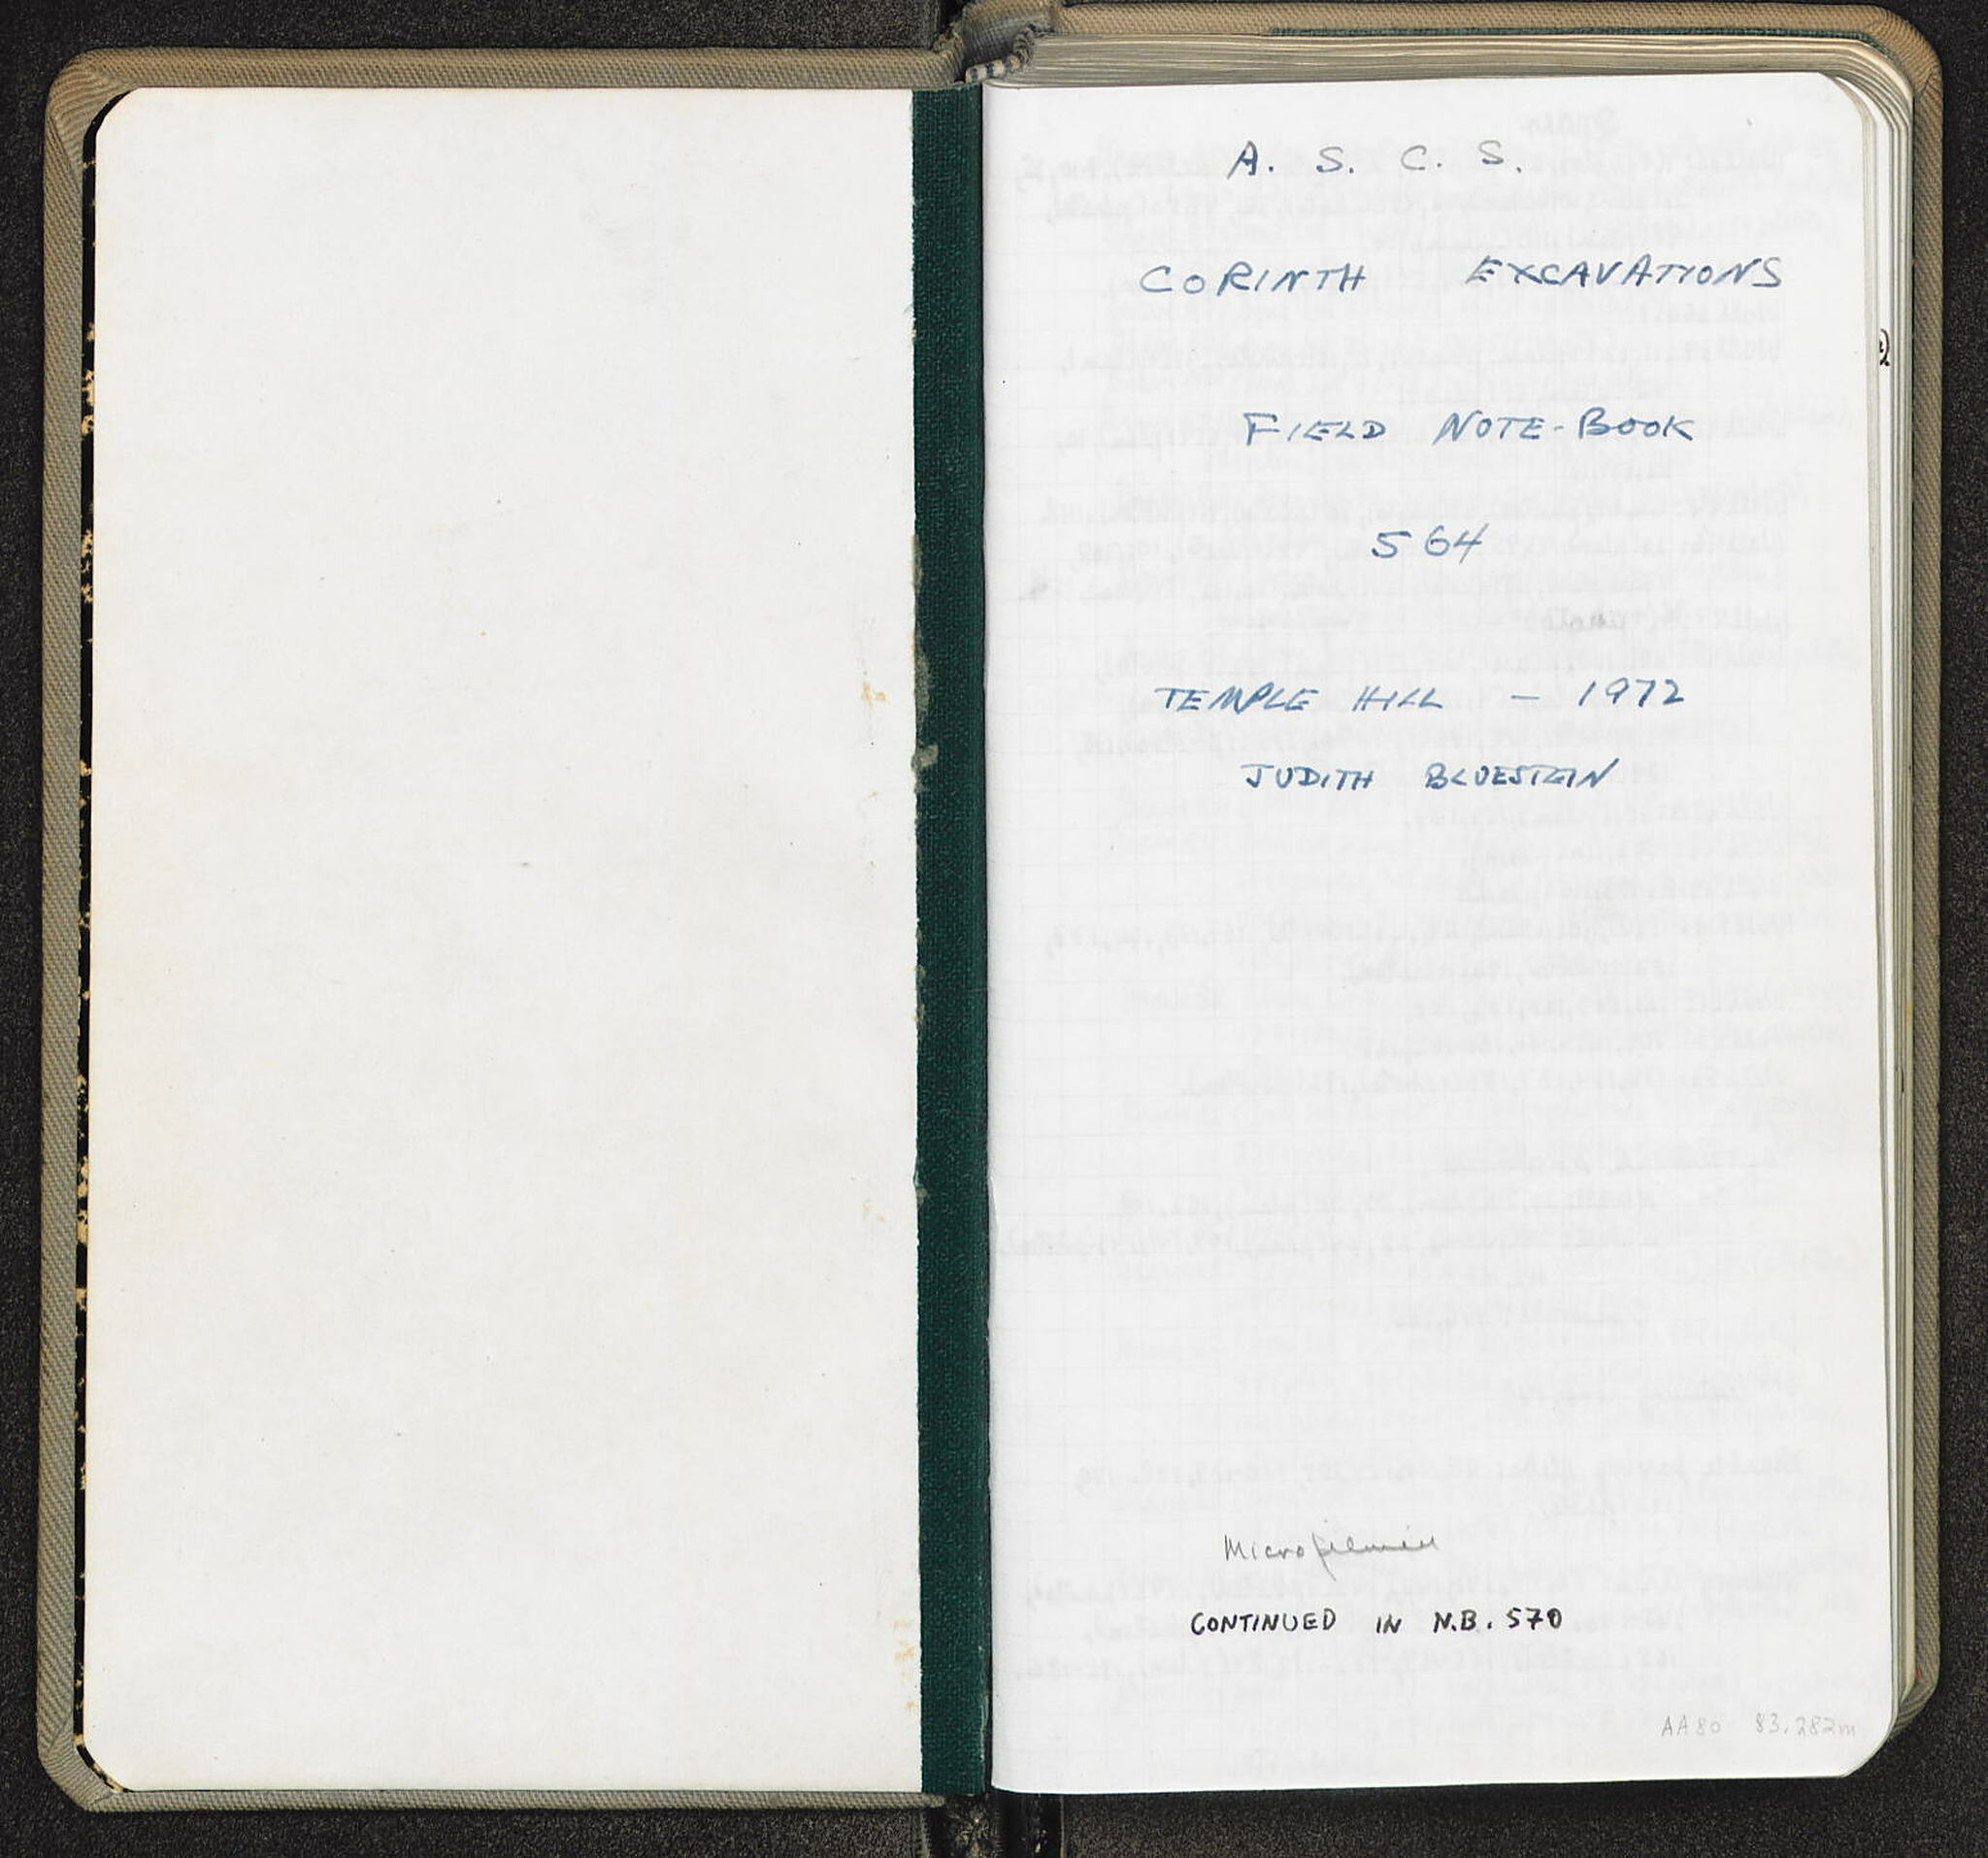 A. S. C. S.
CORINTH EXCAVATIONS
FIELD NOTE-BOOK
564
TEMPLE HILL — 1972
JUDITH BLUESTEIN
Microfilmed
CONTINUED IN N.B. 570
AA80 83.282m